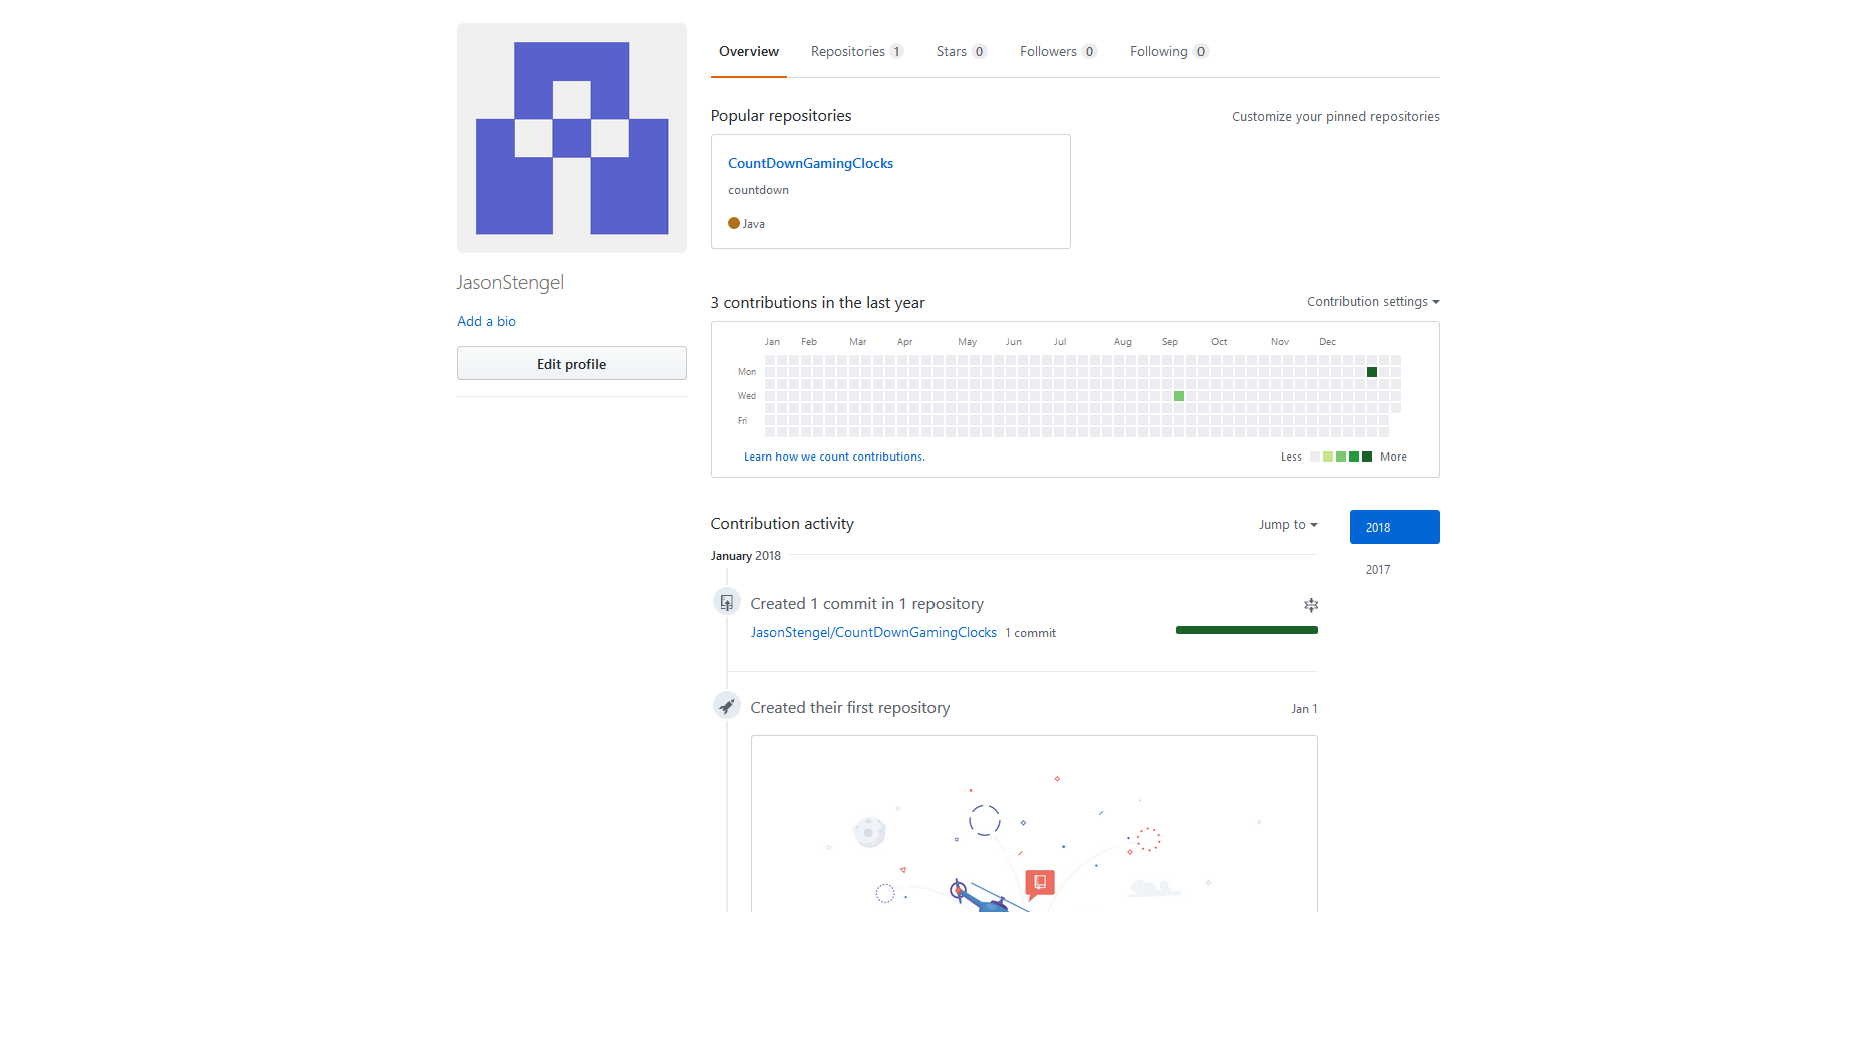 Overview Repositories 1 Stars 0 Followers 0 Following 0
Popular repositories Customize your pinned repositories
CountDownGamingClocks
countdown
Java
JasonStengel
Add a bio
Edit profile
3 contributions in the last year Contribution settings
Jan Feb Mar Apr May Jun Jul Aug Sep Oct Nov Dec
Mon
Wed
Fri
Learn how we count contributions. Less More
Contribution activity Jump to 2018
January 2018
2017
Created 1 commit in 1 repository
JasonStengel/CountDownGamingClocks 1 commit
Created their first repository Jan 1